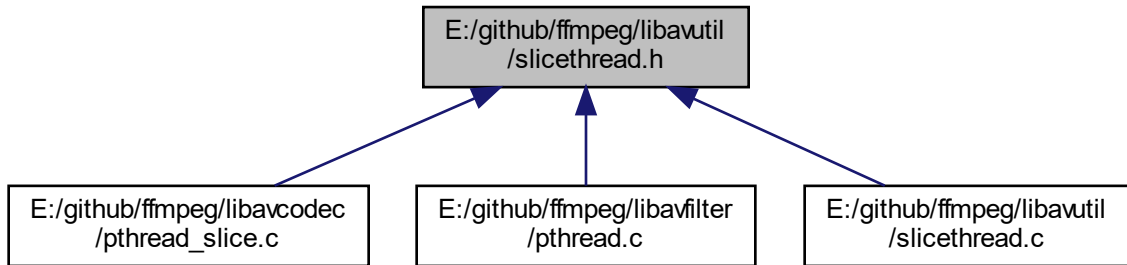 E:/github/ffmpeg/libavutil
/slicethread.h
E:/github/ffmpeg/libavcodec
/pthread_slice.c
E:/github/ffmpeg/libavfilter
/pthread.c
E:/github/ffmpeg/libavutil
/slicethread.c